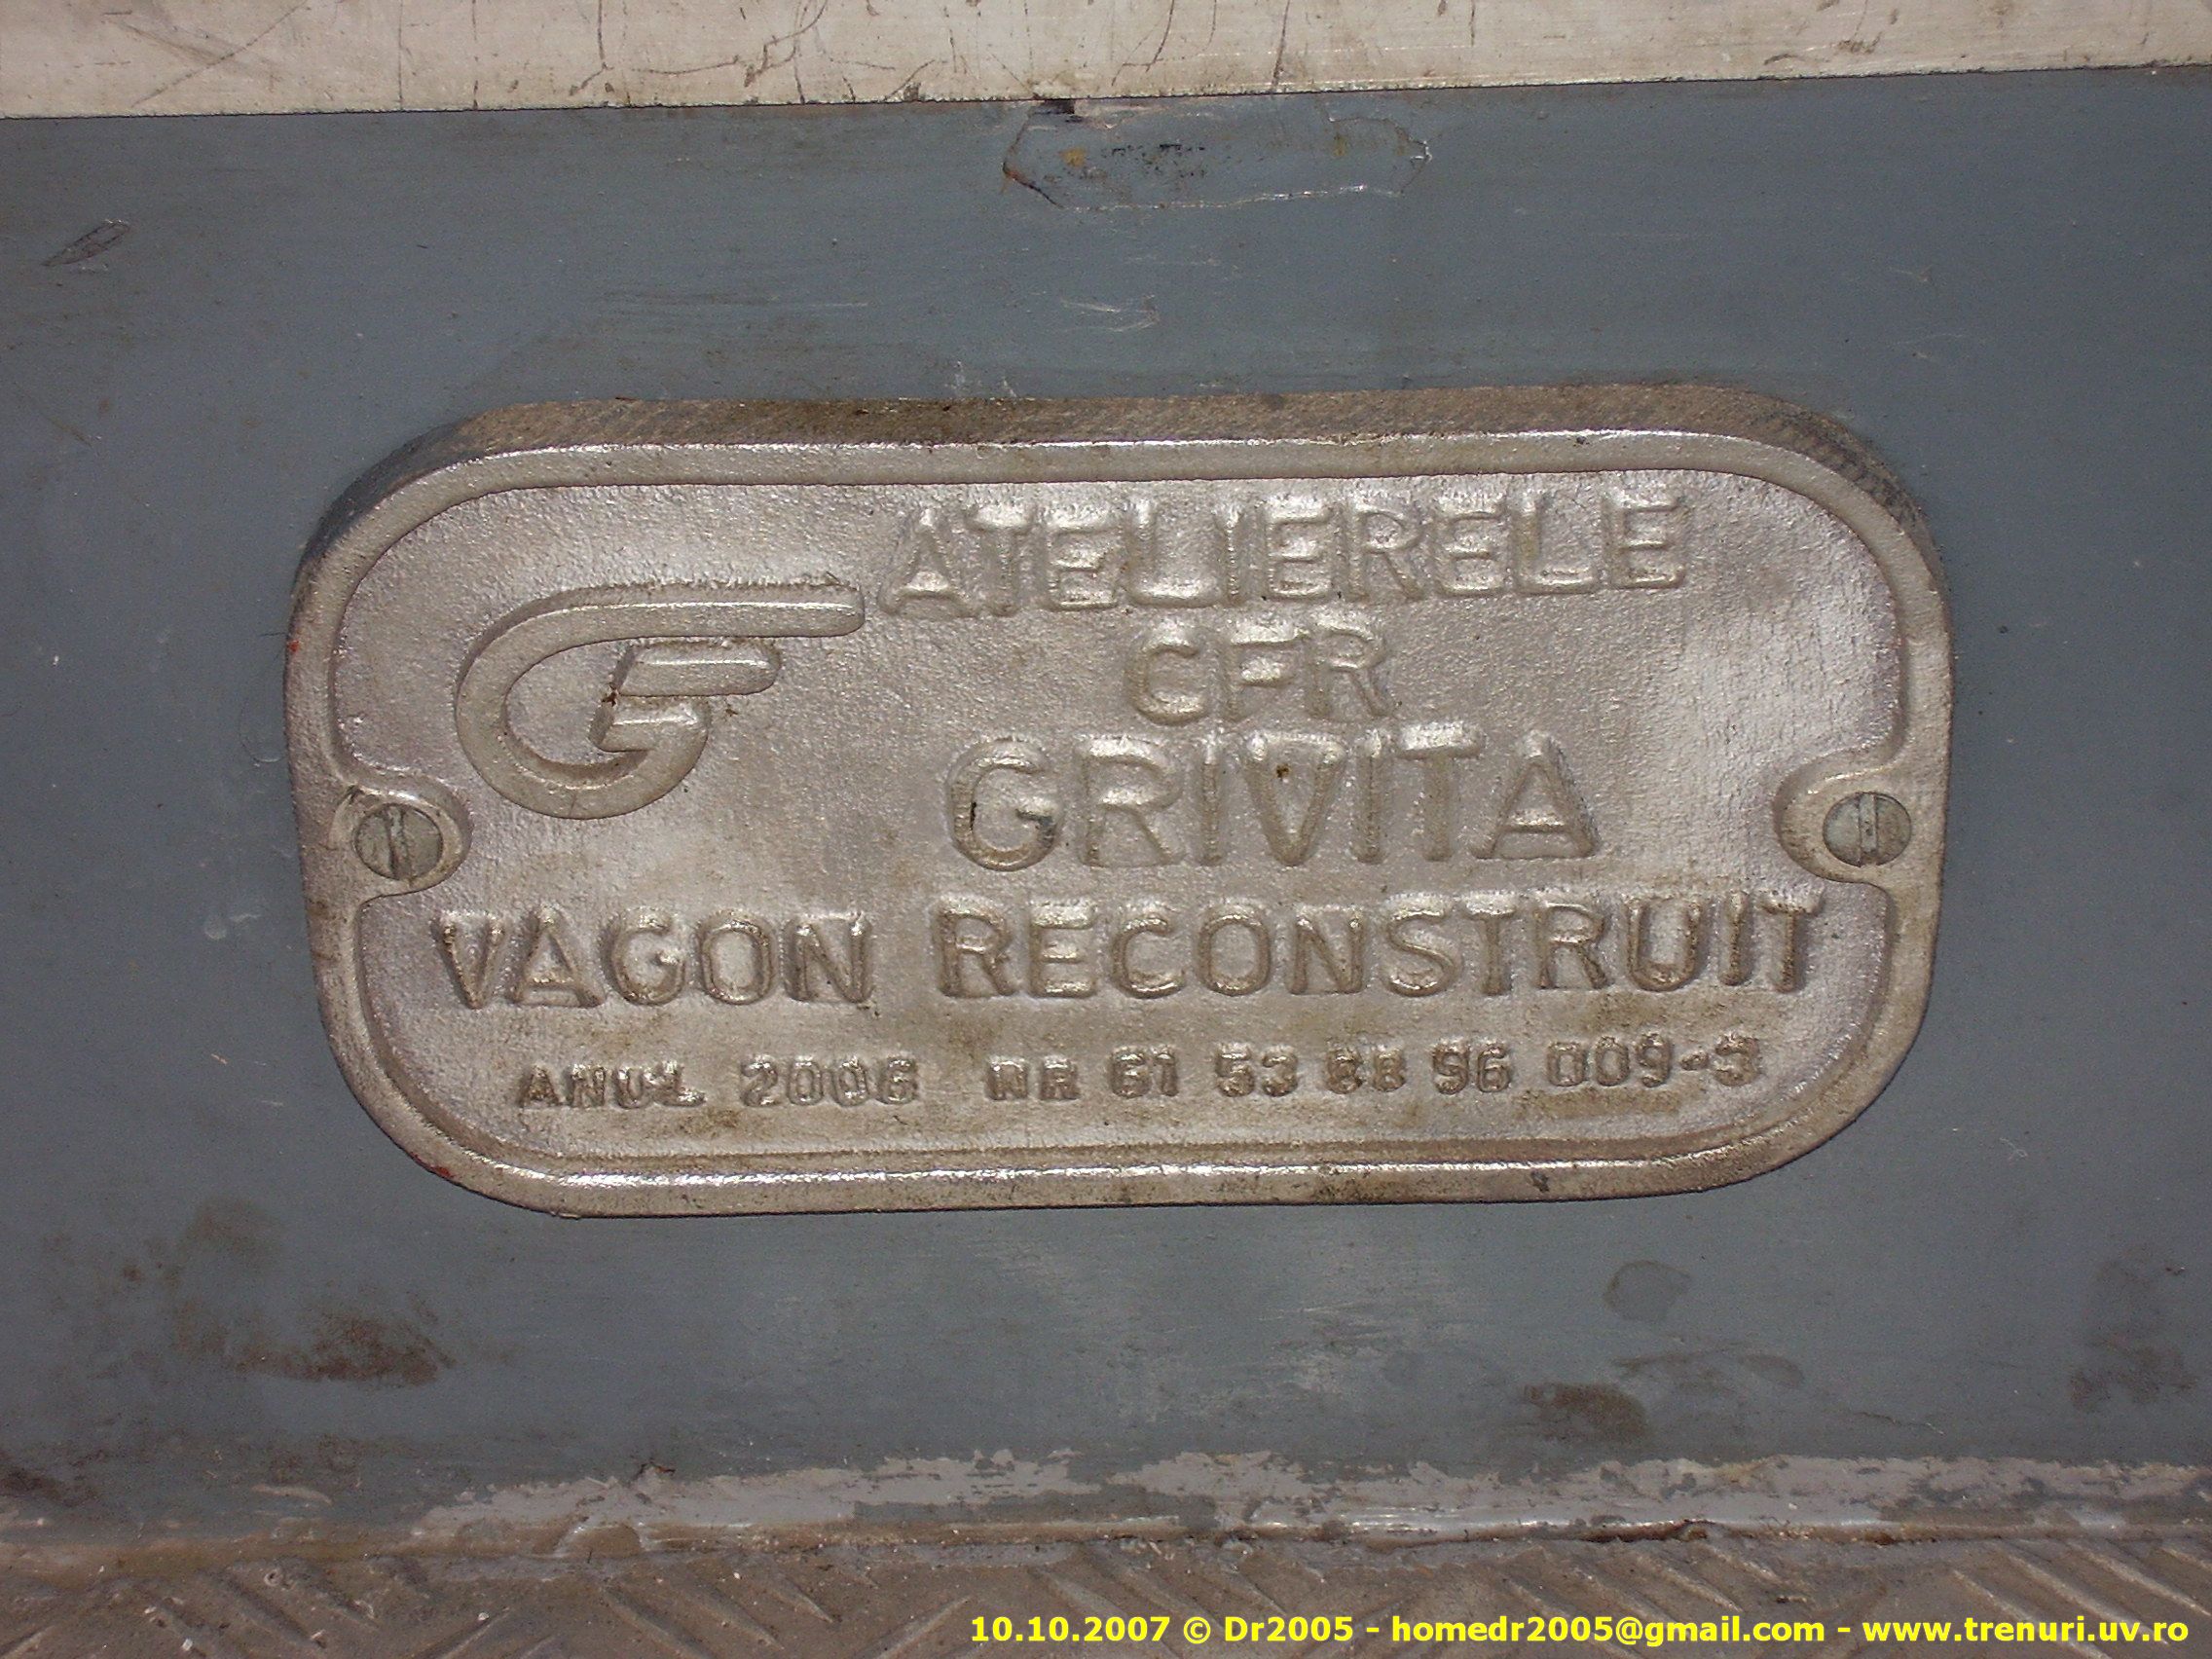 ATELIERELE
CFR
GRIVITA
VAGON RECONSTRUIT
ANUL 2006 NR 61 53 88 96 009-3
10.10.2007 © Dr2005 - homedr2005@gmail.com - www.trenuri.uv.ro